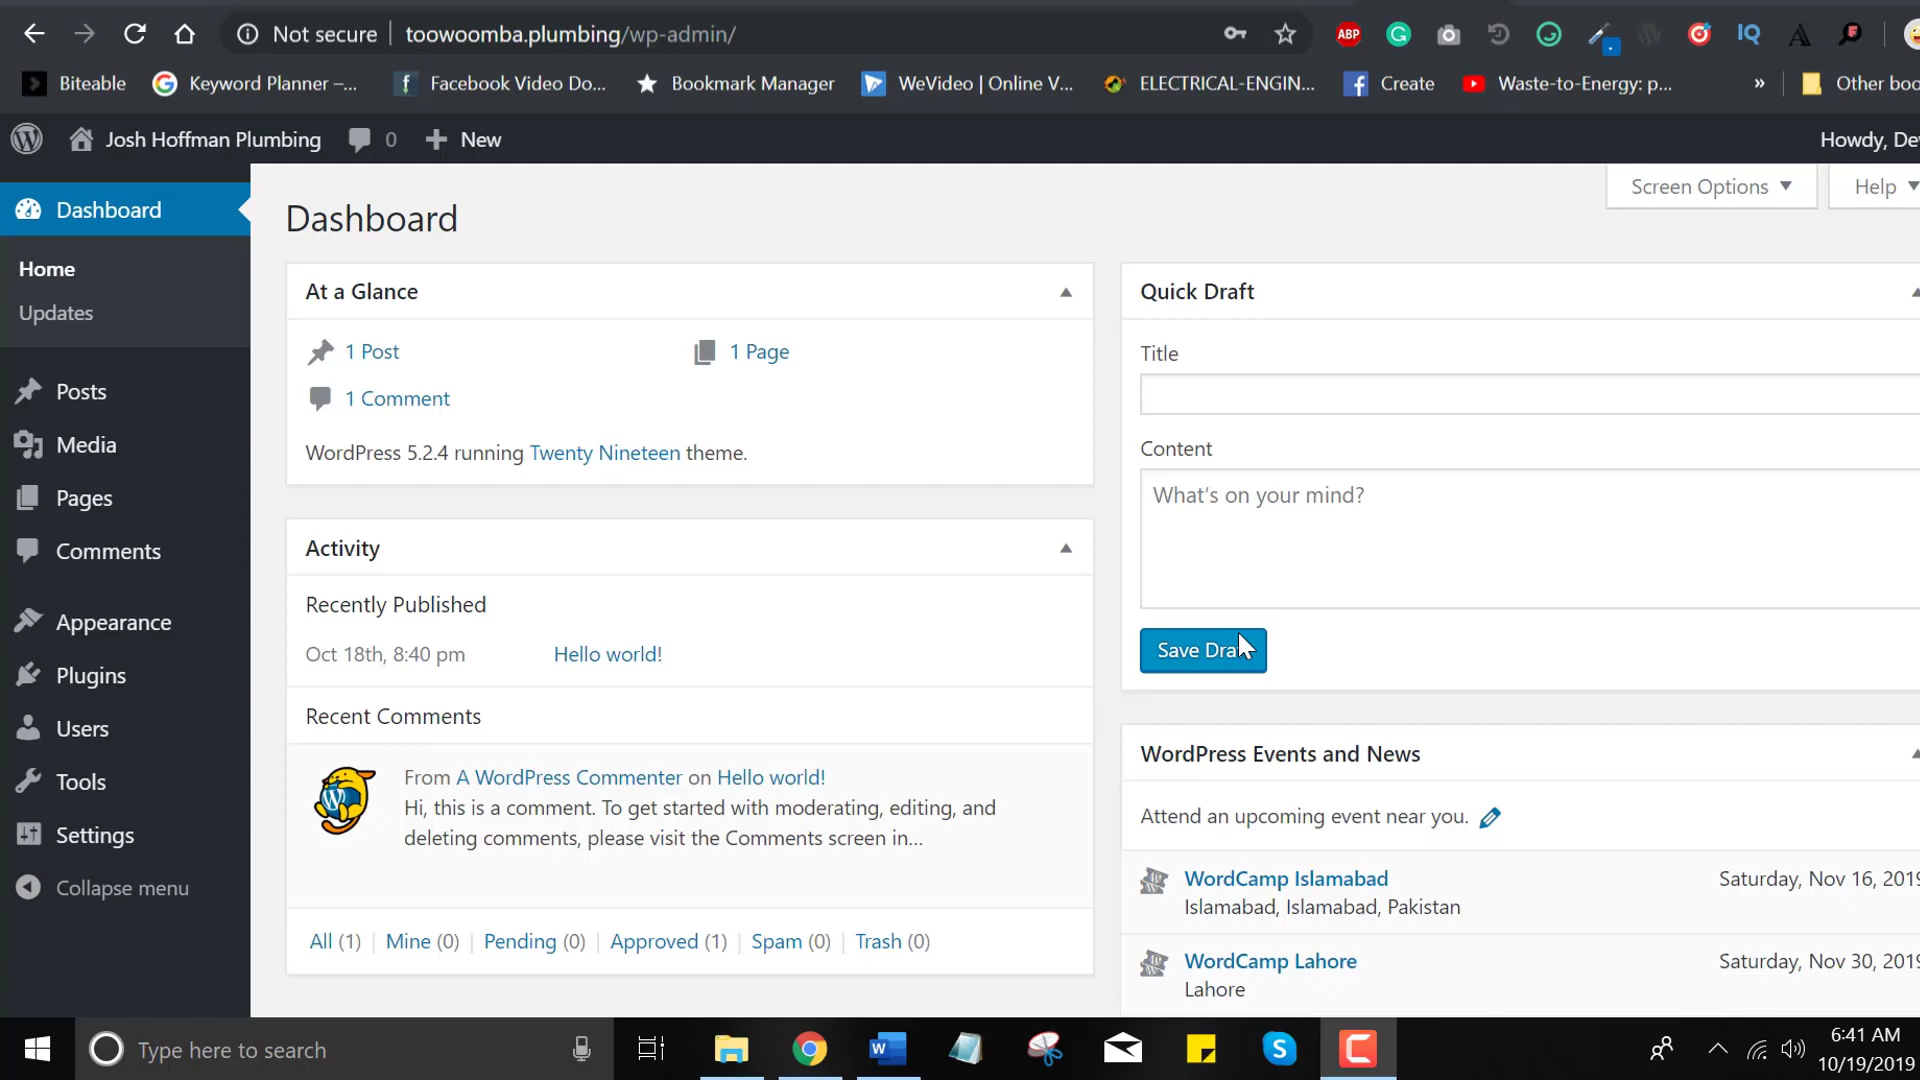 Not secure toowoomba.plumbing/wp-admin/
ABP
Biteable Keyword Planner –... Facebook Video Do... Bookmark Manager WeVideo | Online V... ELECTRICAL-ENGIN... Create Waste-to-Energy: p... » Other boo
Josh Hoffman Plumbing 0 New Howdy, De
Screen Options Help
Dashboard
Home
Updates
Posts
Media
Pages
Comments
Appearance
Plugins
Users
Tools
Settings
Collapse menu
Dashboard
At a Glance
1 Post 1 Page
1 Comment
WordPress 5.2.4 running Twenty Nineteen theme.
Activity
Recently Published
Oct 18th, 8:40 pm Hello world!
Recent Comments
From A WordPress Commenter on Hello world!
Hi, this is a comment. To get started with moderating, editing, and
deleting comments, please visit the Comments screen in...
All (1) | Mine (0) | Pending (0) | Approved (1) | Spam (0) | Trash (0)
Quick Draft
Title
Content
What's on your mind?
Save Dra
WordPress Events and News
Attend an upcoming event near you.
WordCamp Islamabad Saturday, Nov 16, 2019
Islamabad, Islamabad, Pakistan
WordCamp Lahore Saturday, Nov 30, 2019
Lahore
Type here to search
6:41 AM
10/19/2019